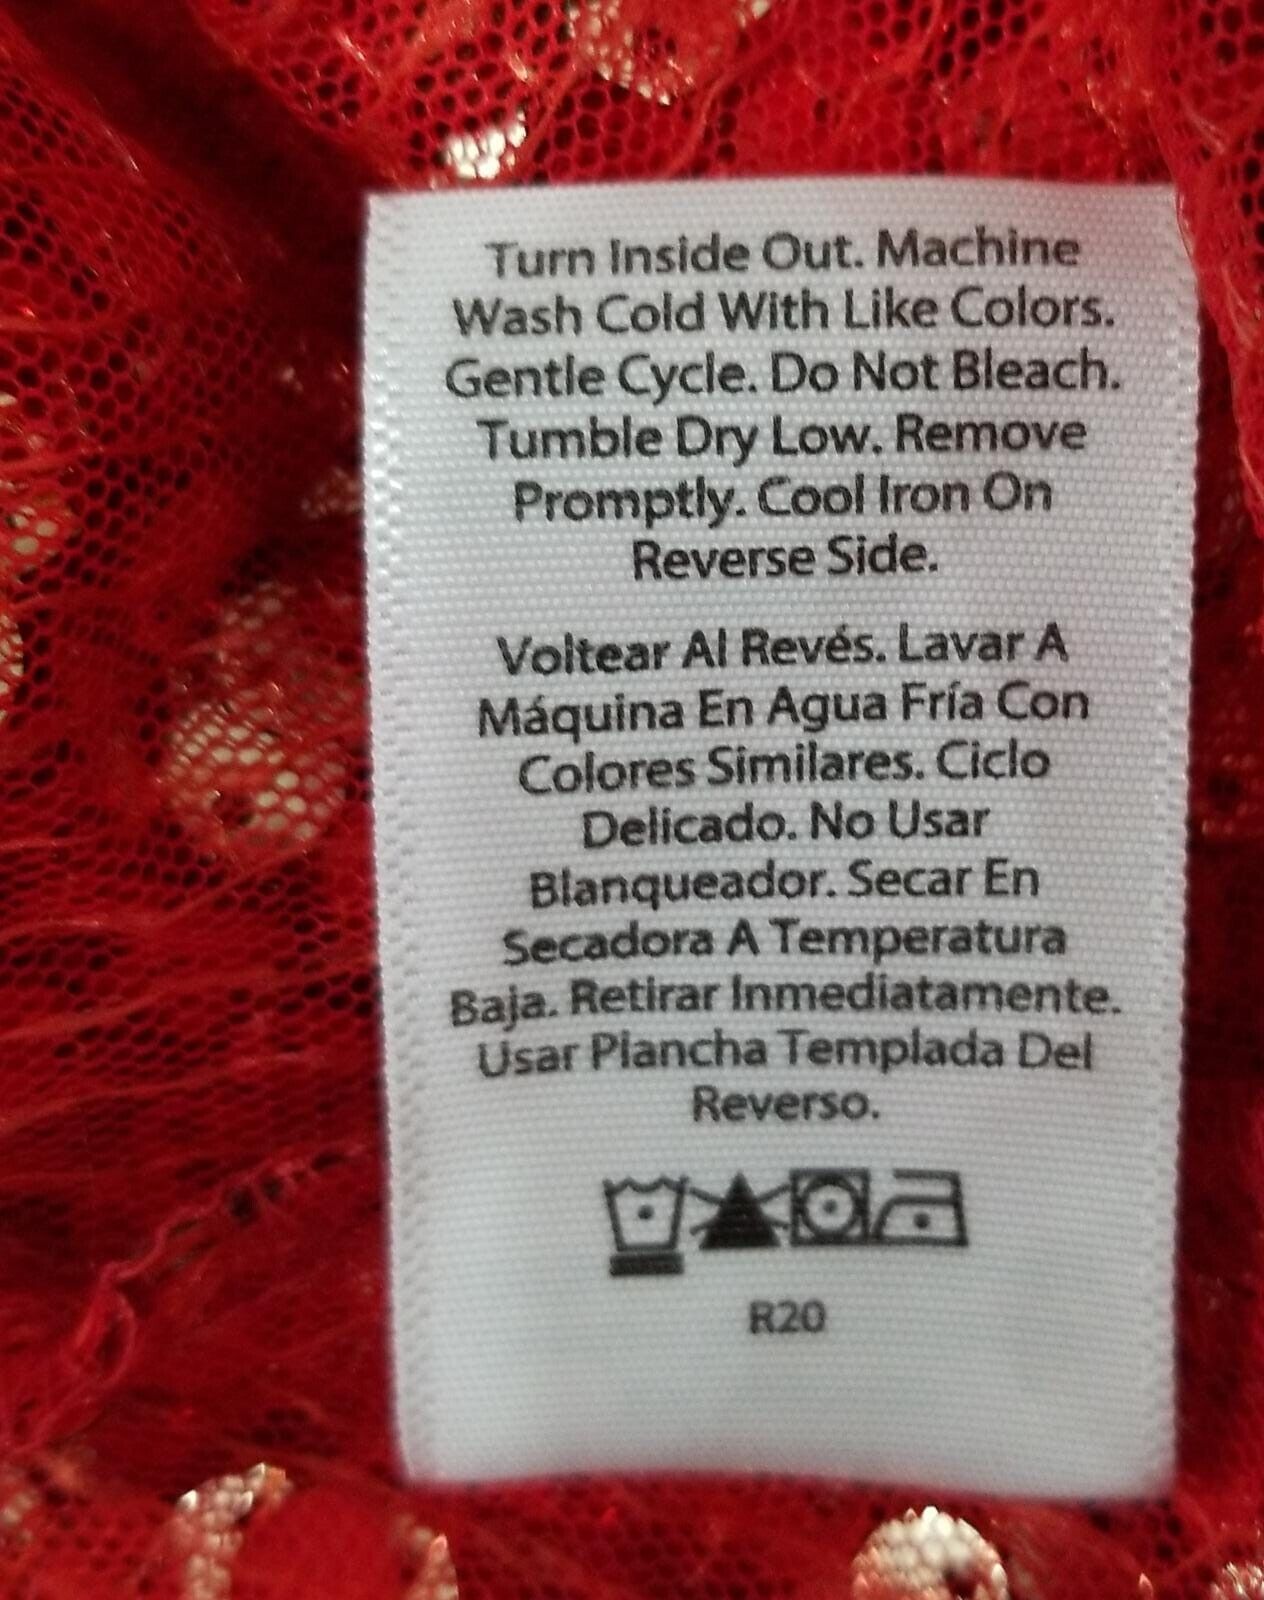 Turn Inside Out. Machine
Wash Cold With Like Colors.
Gentle Cycle. Do Not Bleach.
Tumble Dry Low. Remove
Promptly. Cool Iron On
Reverse Side.
Voltear Al Revés. Lavar A
Máquina En Agua Fría Con
Colores Similares. Ciclo
Delicado. No Usar
Blanqueador. Secar En
Secadora A Temperatura
Baja. Retirar Inmediatamente.
Usar Plancha Templada Del
Reverso.
R20